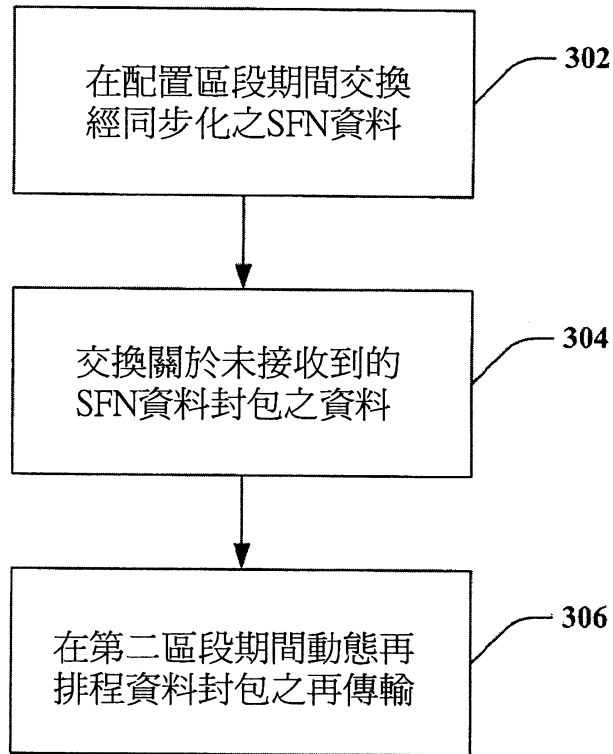 在配置區段期間交換
經同步化之SFN資料
302
交換關於未接收到的
SFN資料封包之資料
304
在第二區段期間動態再
排程資料封包之再傳輸
306